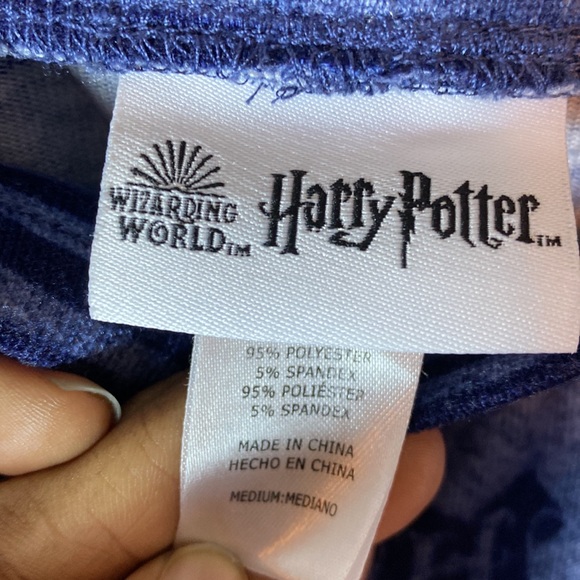 WIZARDING
WORLD™
Harry Potter™
95% POLYESTER
5% SPANDEX
95% POLIÉSTER
5% SPANDEX
MADE IN CHINA
HECHO EN CHINA
MEDIUM:MEDIANO